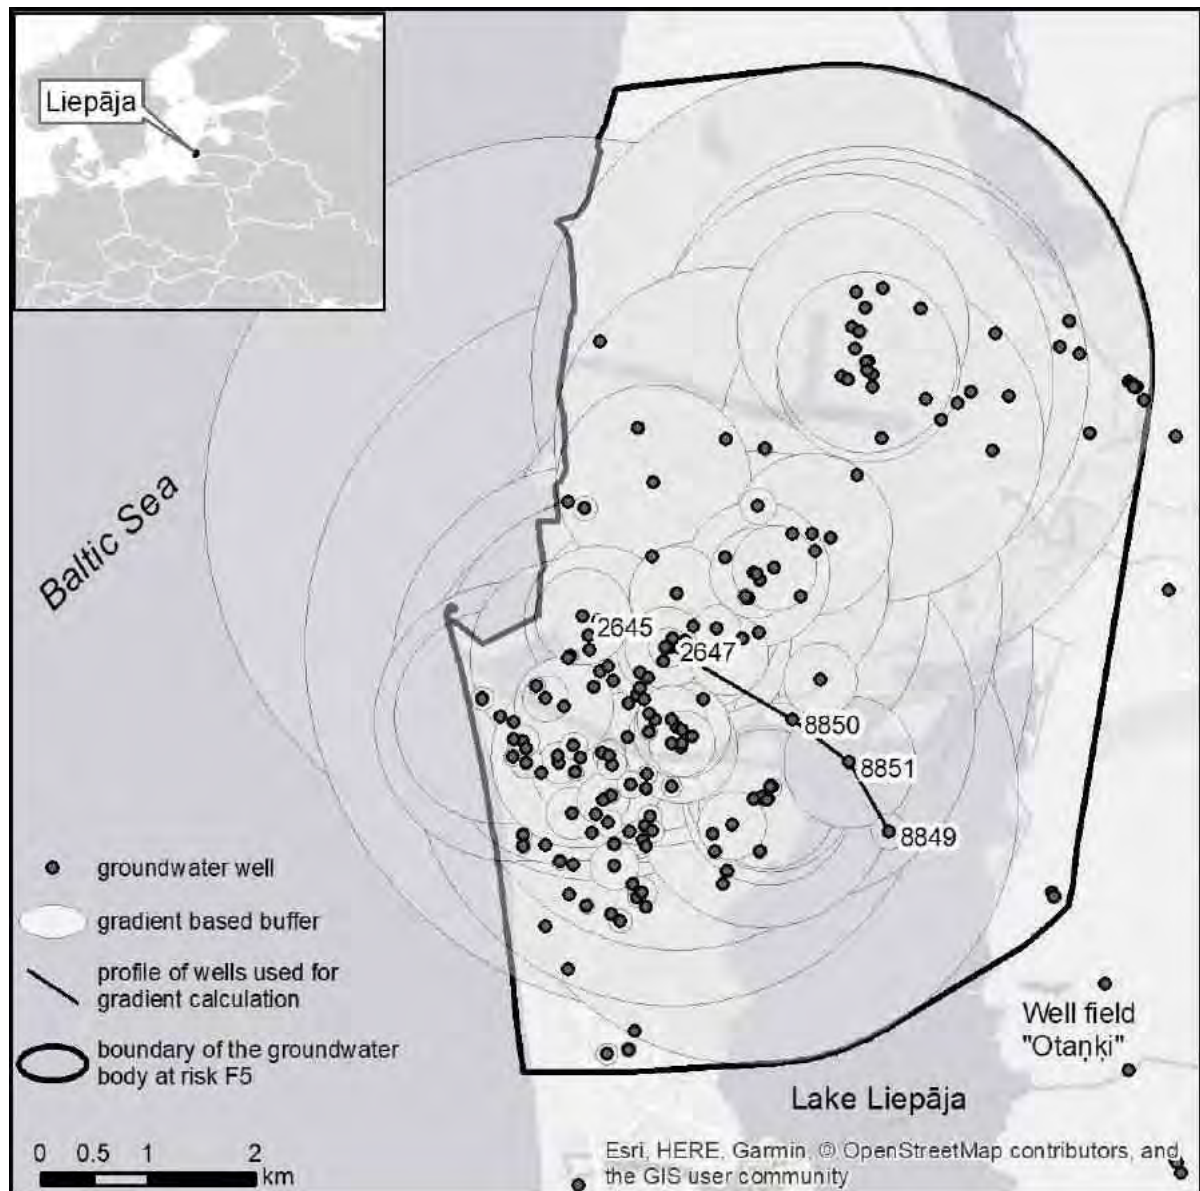 Liepāja
Baltic Sea
2645
2647
8850
8851
8849
groundwater well
gradient based buffer
profile of wells used for
gradient calculation
boundary of the groundwater
body at risk F5
Well field
"Otaņķi"
Lake Liepāja
0 0.5 1 2
km
Esri, HERE, Garmin, © OpenStreetMap contributors, and
the GIS user community